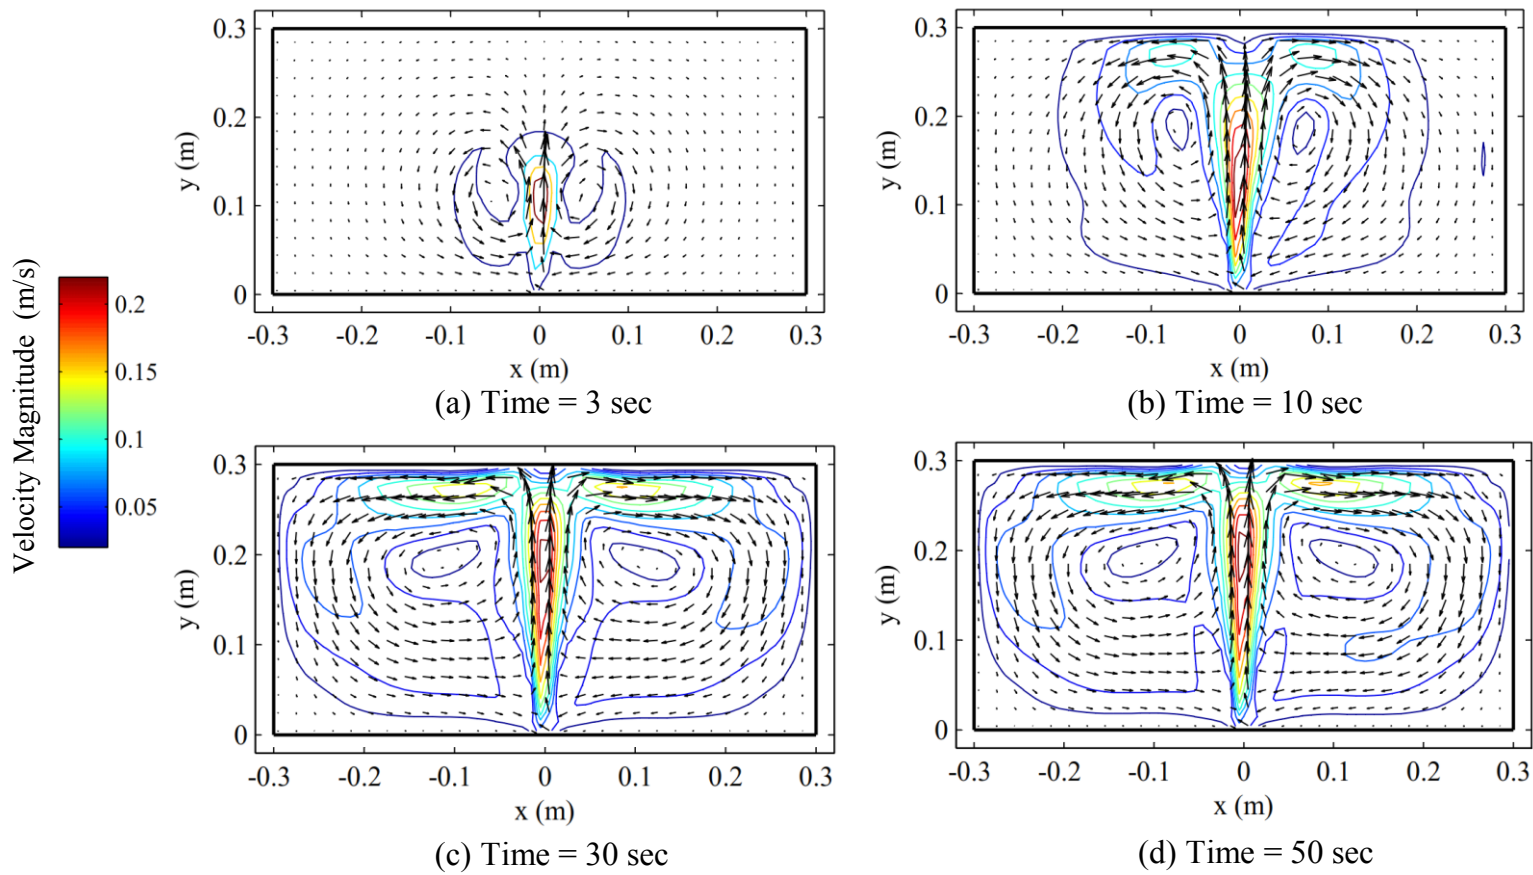 0.3
0.2
0.1
0
y (m)
-0.3 -0.2 -0.1 0 0.1 0.2 0.3
x (m)
(a) Time = 3 sec
0.3
0.2
0.1
0
y (m)
-0.3 -0.2 -0.1 0 0.1 0.2 0.3
x (m)
(b) Time = 10 sec
Velocity Magnitude (m/s)
0.2
0.15
0.1
0.05
0.3
0.2
0.1
0
y (m)
-0.3 -0.2 -0.1 0 0.1 0.2 0.3
x (m)
(c) Time = 30 sec
0.3
0.2
0.1
0
y (m)
-0.3 -0.2 -0.1 0 0.1 0.2 0.3
x (m)
(d) Time = 50 sec